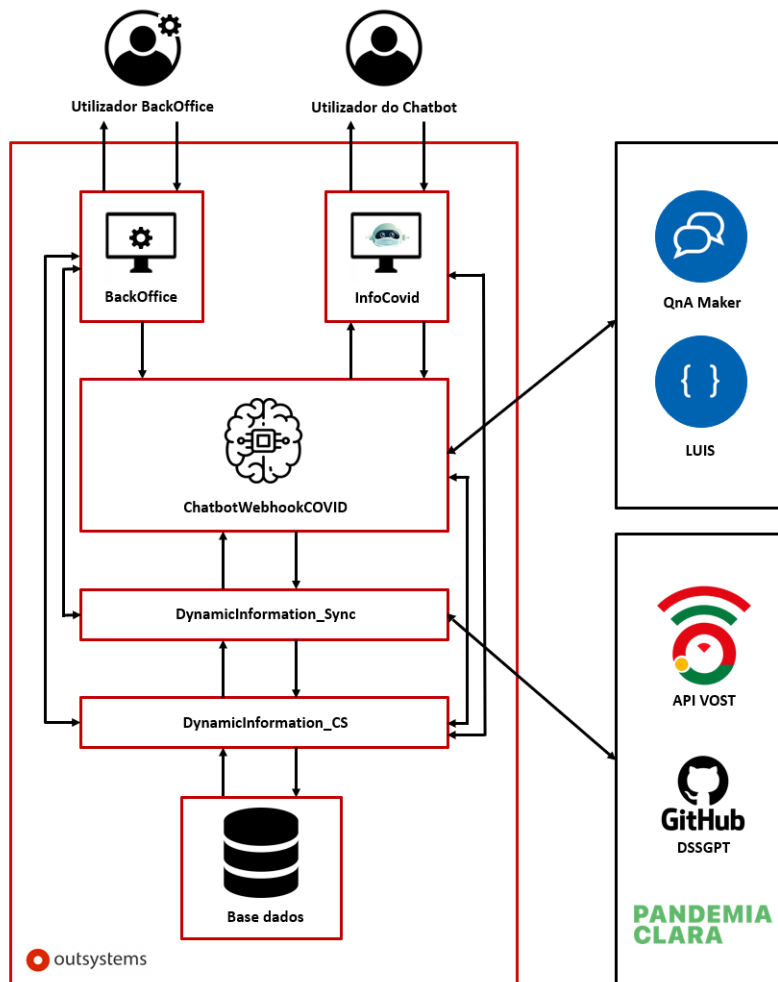 Utilizador BackOffice
Utilizador do Chatbot
BackOffice
InfoCovid
ChatbotWebhookCOVID
DynamicInformation_Sync
DynamicInformation_CS
Base dados
outsystems
QnA Maker
{ }
LUIS
API VOST
GitHub
DSSGPT
PANDEMIA
CLARA